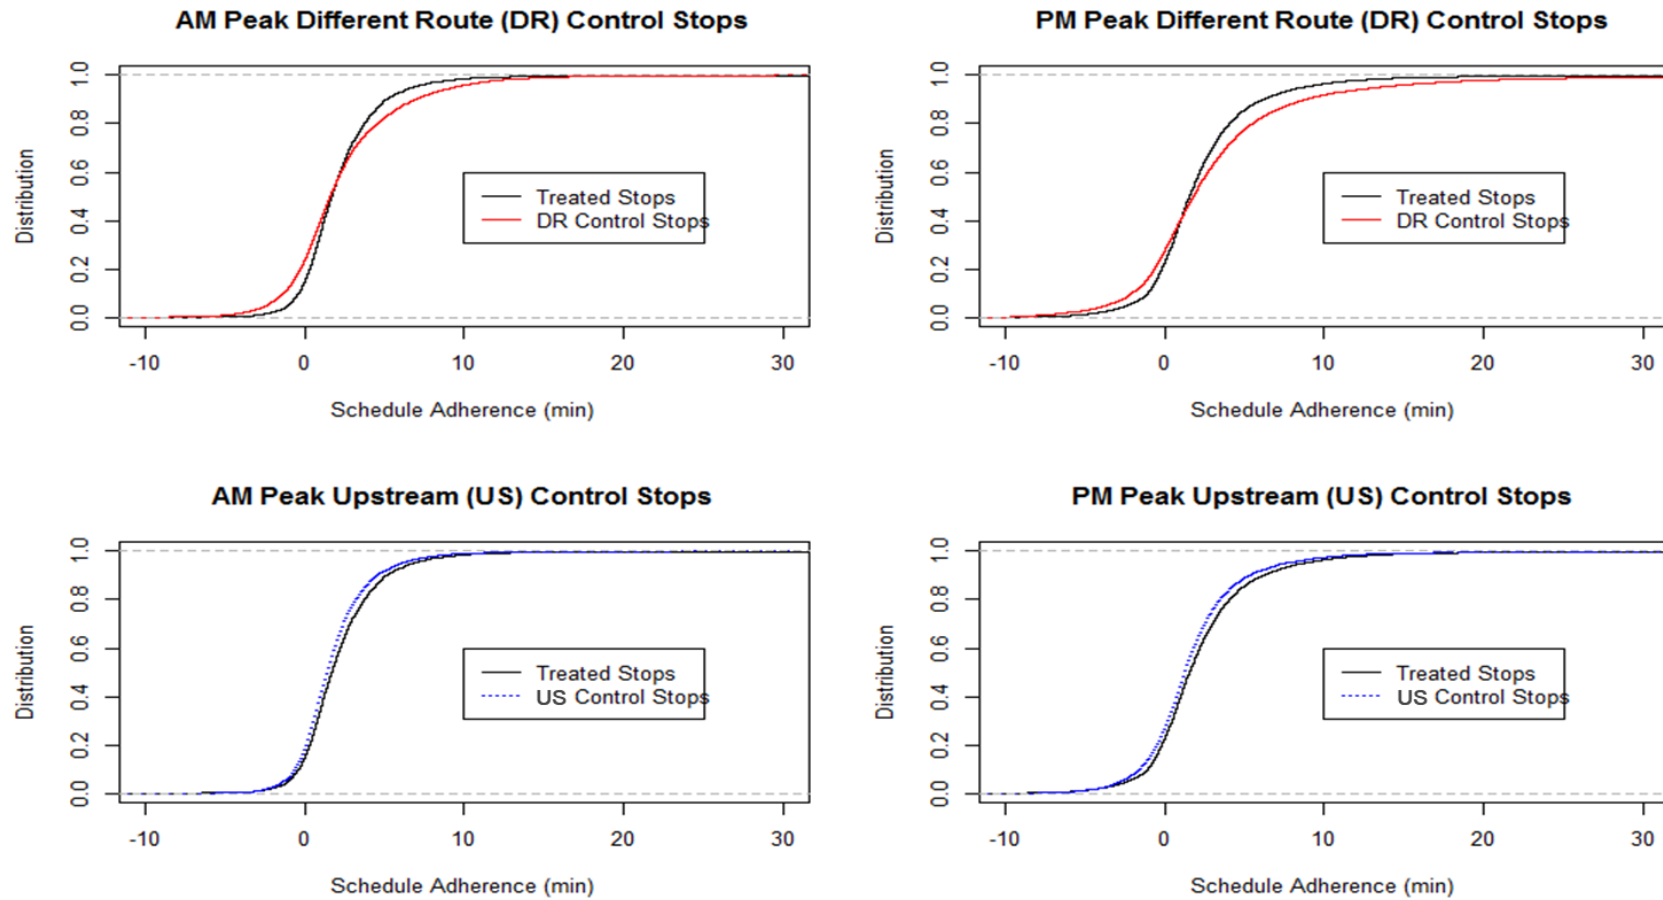 AM Peak Different Route (DR) Control Stops
Distribution
0.0 0.2 0.4 0.6 0.8 1.0
Treated Stops
DR Control Stops
-10 0 10 20 30
Schedule Adherence (min)
PM Peak Different Route (DR) Control Stops
Distribution
0.0 0.2 0.4 0.6 0.8 1.0
Treated Stops
DR Control Stops
-10 0 10 20 30
Schedule Adherence (min)
AM Peak Upstream (US) Control Stops
Distribution
0.0 0.2 0.4 0.6 0.8 1.0
Treated Stops
US Control Stops
-10 0 10 20 30
Schedule Adherence (min)
PM Peak Upstream (US) Control Stops
Distribution
0.0 0.2 0.4 0.6 0.8 1.0
Treated Stops
US Control Stops
-10 0 10 20 30
Schedule Adherence (min)